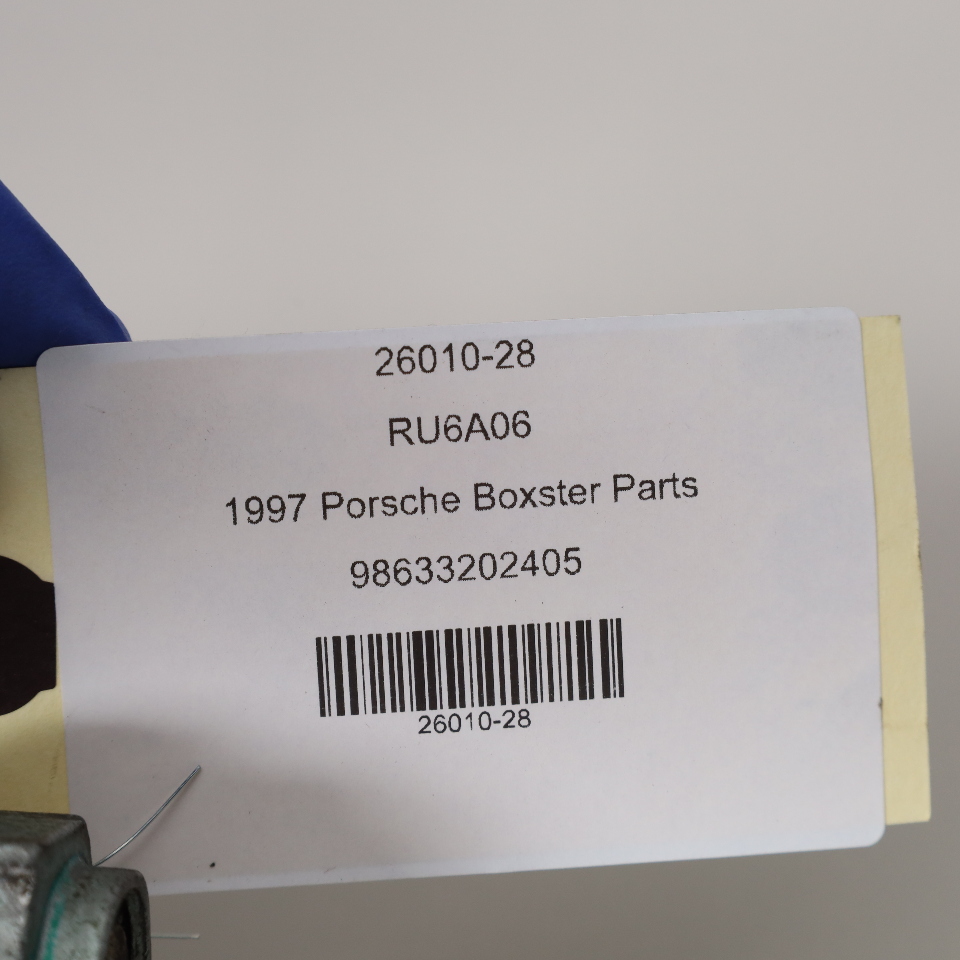 26010-28
RU6A06
1997 Porsche Boxster Parts
98633202405
26010-28